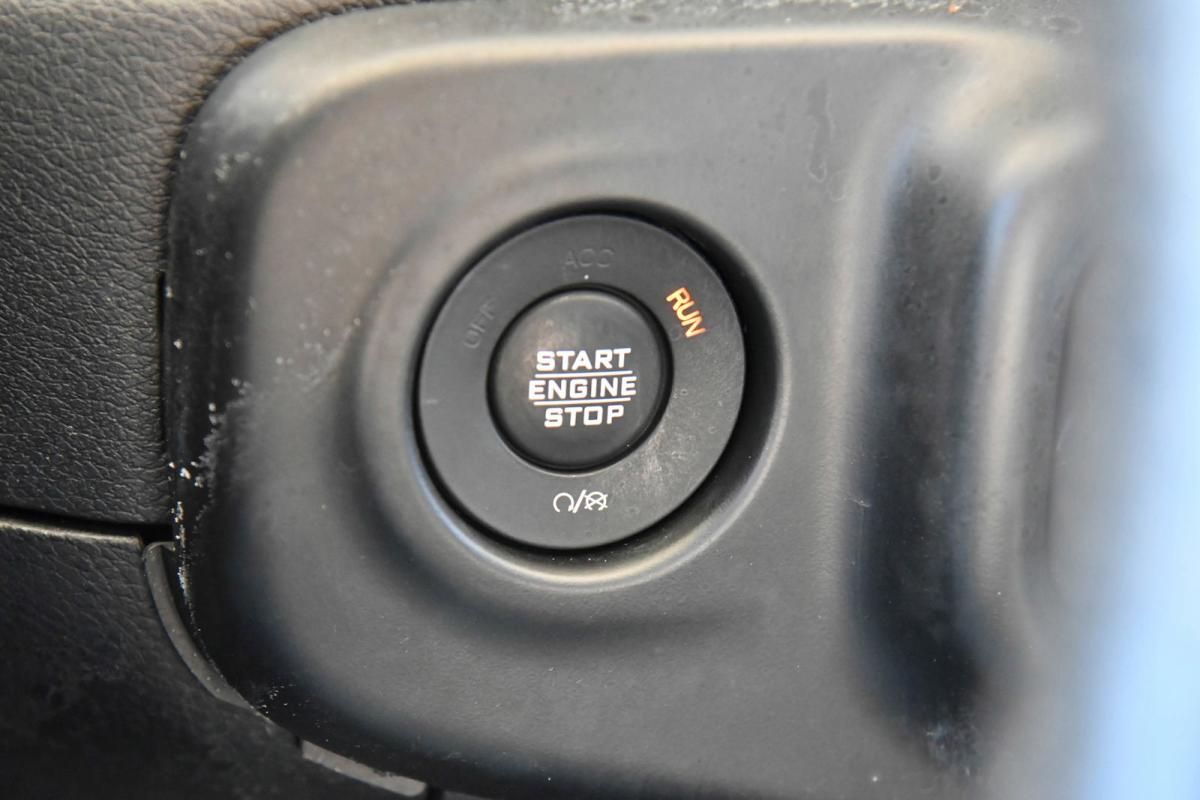 ACC
OFF
RUN
START
ENGINE
STOP